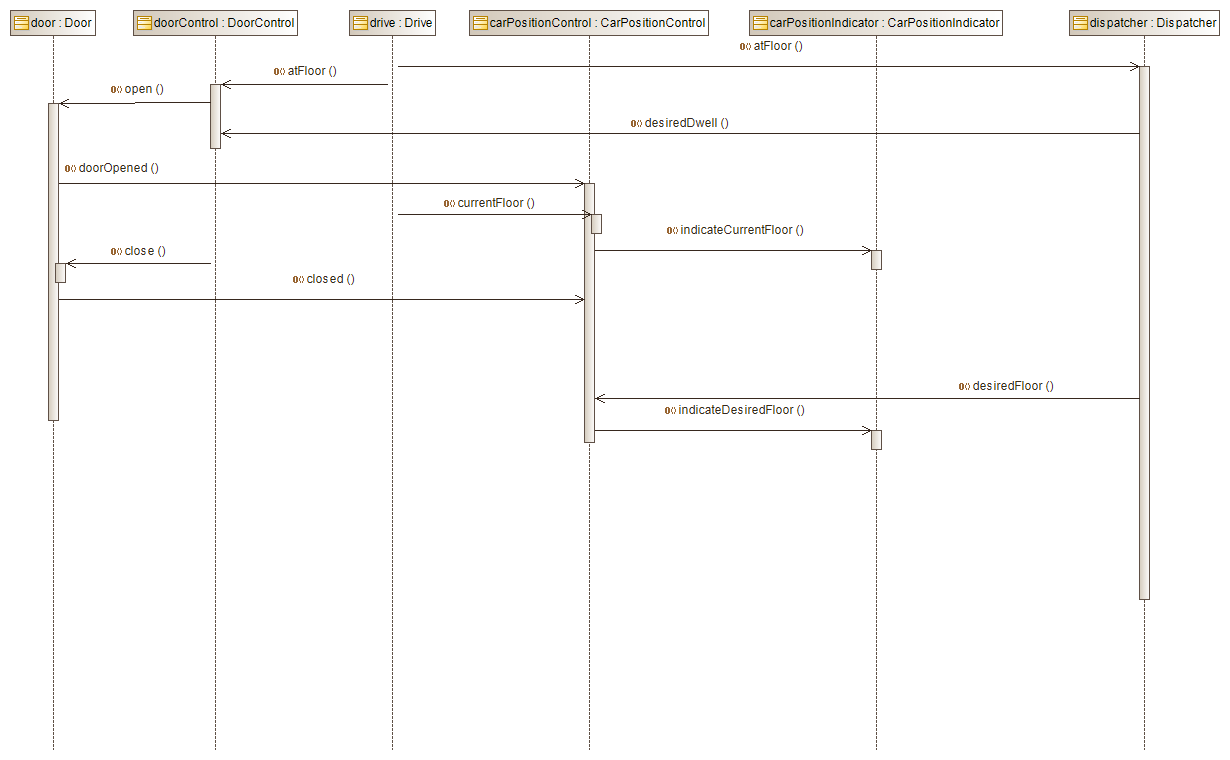 door : Door
doorControl : DoorControl
drive : Drive
carPositionControl : CarPositionControl
carPositionIndicator : CarPositionIndicator
dispatcher : Dispatcher
atFloor ()
atFloor ()
open ()
desiredDwell ()
doorOpened ()
currentFloor ()
indicateCurrentFloor ()
close ()
closed ()
desiredFloor ()
indicateDesiredFloor ()